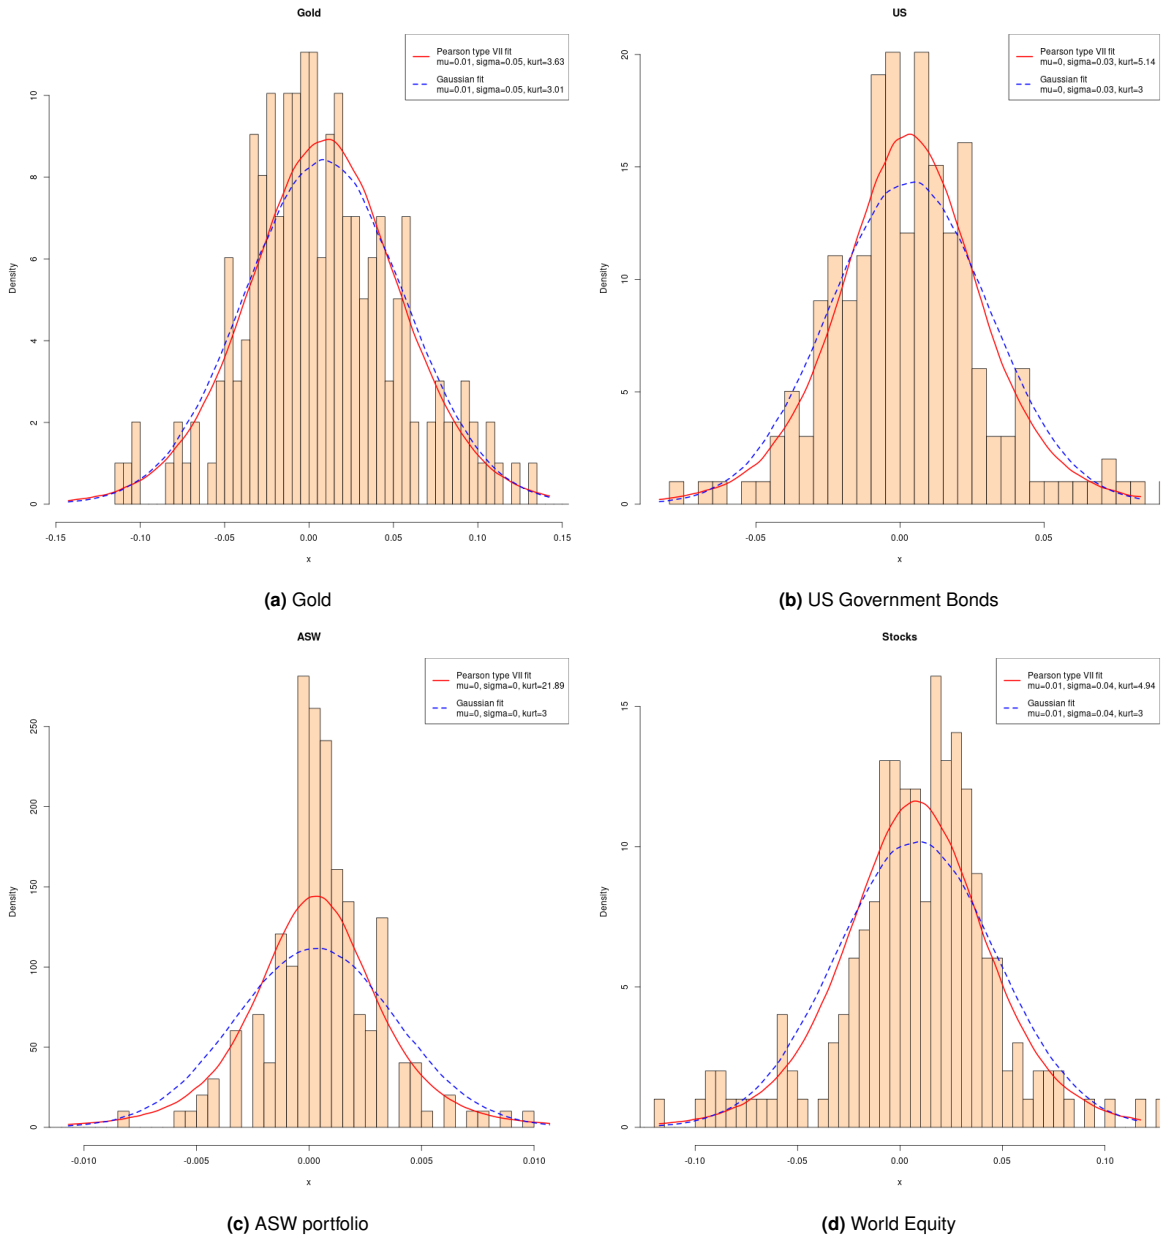 Gold
Pearson type VII fit
mu=0.01, sigma=0.05, kurt=3.63
Gaussian fit
mu=0.01, sigma=0.05, kurt=3.01
Density
0
2
4
6
8
10
-0.15
-0.10
-0.05
0.00
0.05
0.10
0.15
x
(a) Gold
US
Pearson type VII fit
mu=0, sigma=0.03, kurt=5.14
Gaussian fit
mu=0, sigma=0.03, kurt=3
Density
0
5
10
15
20
-0.05
0.00
0.05
x
(b) US Government Bonds
ASW
Pearson type VII fit
mu=0, sigma=0, kurt=21.89
Gaussian fit
mu=0, sigma=0, kurt=3
Density
0
50
100
150
200
250
-0.010
-0.005
0.000
0.005
0.010
x
(c) ASW portfolio
Stocks
Pearson type VII fit
mu=0.01, sigma=0.04, kurt=4.94
Gaussian fit
mu=0.01, sigma=0.04, kurt=3
Density
0
5
10
15
-0.10
-0.05
0.00
0.05
0.10
x
(d) World Equity